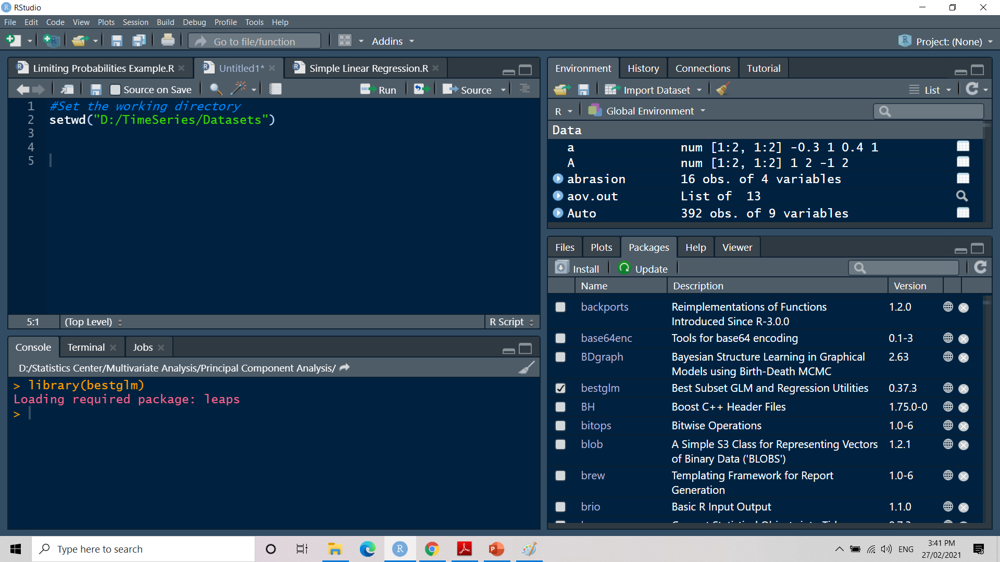 RStudio
File Edit Code View Plots Session Build Debug Profile Tools Help
Go to file/function
Addins
Project: (None)
Limiting Probabilities Example.R
Untitled1*
Simple Linear Regression.R
Source on Save
Run
Source
1 #Set the working directory
2 setwd("D:/TimeSeries/Datasets")
3
4
5
5:1
(Top Level)
R Script
Console Terminal Jobs
D:/Statistics Center/Multivariate Analysis/Principal Component Analysis/
> library(bestglm)
Loading required package: leaps
>
Environment History Connections Tutorial
Import Dataset
List
R
Global Environment
Data
a num [1:2, 1:2] -0.3 1 0.4 1
A num [1:2, 1:2] 1 2 -1 2
abrasion 16 obs. of 4 variables
aov.out List of 13
Auto 392 obs. of 9 variables
Files Plots Packages Help Viewer
Install
Update
Name Description Version
backports Reimplementations of Functions 1.2.0
Introduced Since R-3.0.0
base64enc Tools for base64 encoding 0.1-3
BDgraph Bayesian Structure Learning in Graphical 2.63
Models using Birth-Death MCMC
bestglm Best Subset GLM and Regression Utilities 0.37.3
BH Boost C++ Header Files 1.75.0-0
bitops Bitwise Operations 1.0-6
blob A Simple S3 Class for Representing Vectors 1.2.1
of Binary Data ('BLOBS')
brew Templating Framework for Report 1.0-6
Generation
brio Basic R Input Output 1.1.0
Type here to search
ENG
3:41 PM
27/02/2021